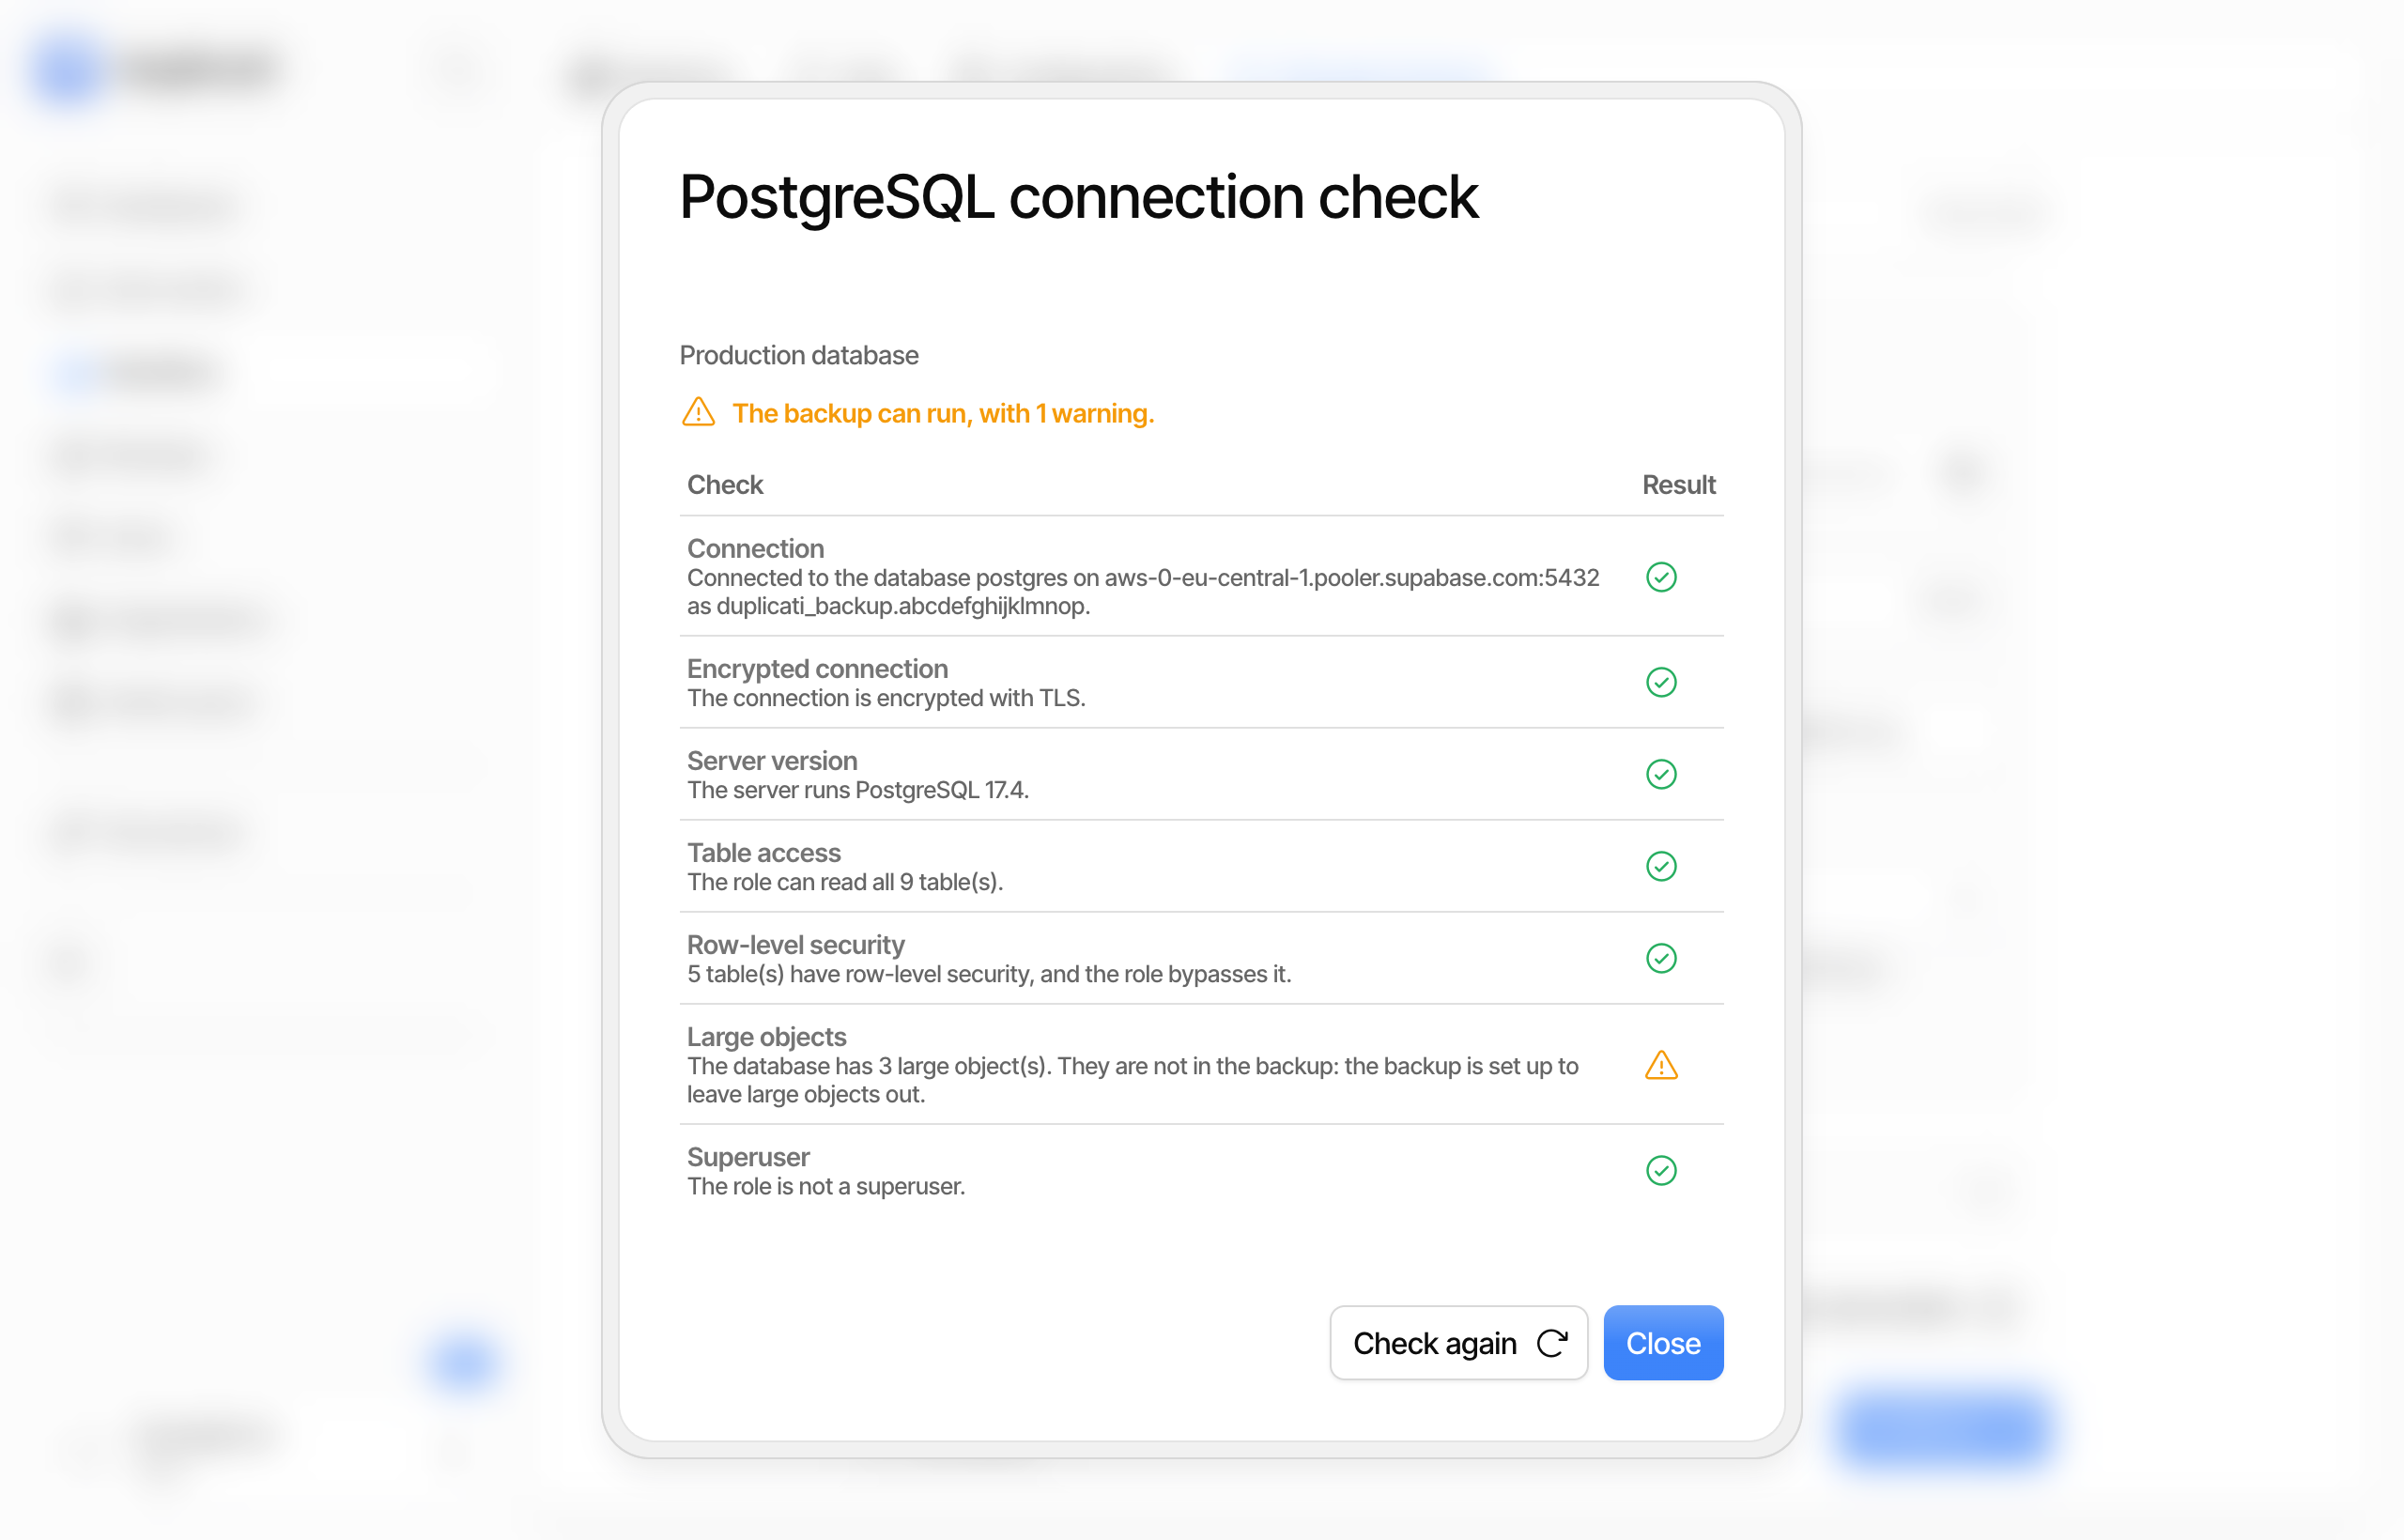 PostgreSQL connection check
Production database
The backup can run, with 1 warning.
Check Result
Connection
Connected to the database postgres on aws-0-eu-central-1.pooler.supabase.com:5432
as duplicati_backup.abcdefghijklmnop.
Encrypted connection
The connection is encrypted with TLS.
Server version
The server runs PostgreSQL 17.4.
Table access
The role can read all 9 table(s).
Row-level security
5 table(s) have row-level security, and the role bypasses it.
Large objects
The database has 3 large object(s). They are not in the backup: the backup is set up to
leave large objects out.
Superuser
The role is not a superuser.
Check again Close